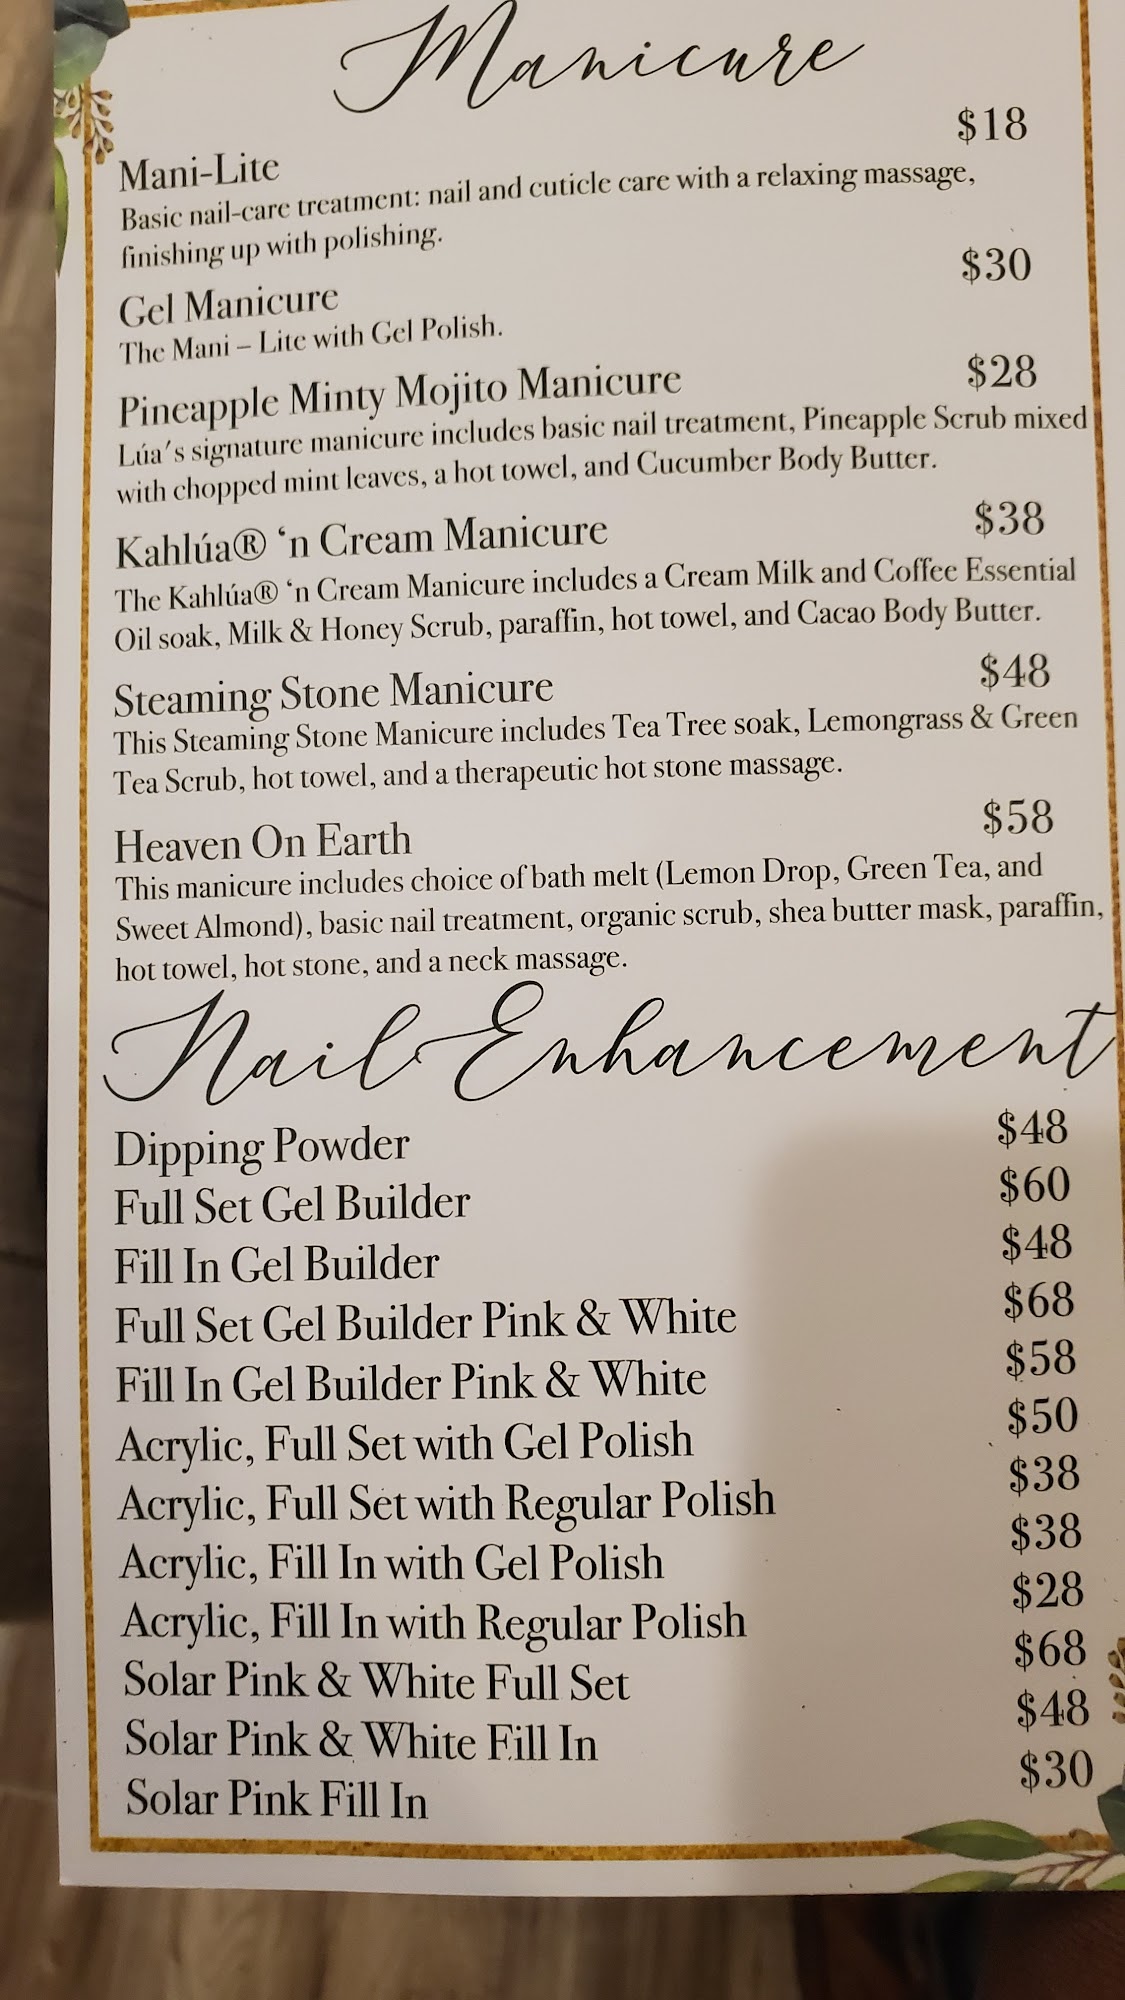 Manicure
Mani-Lite $18
Basic nail-care treatment: nail and cuticle care with a relaxing massage,
finishing up with polishing.
Gel Manicure $30
The Mani – Lite with Gel Polish.
Pineapple Minty Mojito Manicure $28
Lúa's signature manicure includes basic nail treatment, Pineapple Scrub mixed
with chopped mint leaves, a hot towel, and Cucumber Body Butter.
Kahlúa® ‘n Cream Manicure $38
The Kahlúa® ‘n Cream Manicure includes a Cream Milk and Coffee Essential
Oil soak, Milk & Honey Scrub, paraffin, hot towel, and Cacao Body Butter.
Steaming Stone Manicure $48
This Steaming Stone Manicure includes Tea Tree soak, Lemongrass & Green
Tea Scrub, hot towel, and a therapeutic hot stone massage.
Heaven On Earth $58
This manicure includes choice of bath melt (Lemon Drop, Green Tea, and
Sweet Almond), basic nail treatment, organic scrub, shea butter mask, paraffin,
hot towel, hot stone, and a neck massage.
Nail Enhancement
Dipping Powder $48
Full Set Gel Builder $60
Fill In Gel Builder $48
Full Set Gel Builder Pink & White $68
Fill In Gel Builder Pink & White $58
Acrylic, Full Set with Gel Polish $50
Acrylic, Full Set with Regular Polish $38
Acrylic, Fill In with Gel Polish $38
Acrylic, Fill In with Regular Polish $28
Solar Pink & White Full Set $68
Solar Pink & White Fill In $48
Solar Pink Fill In $30